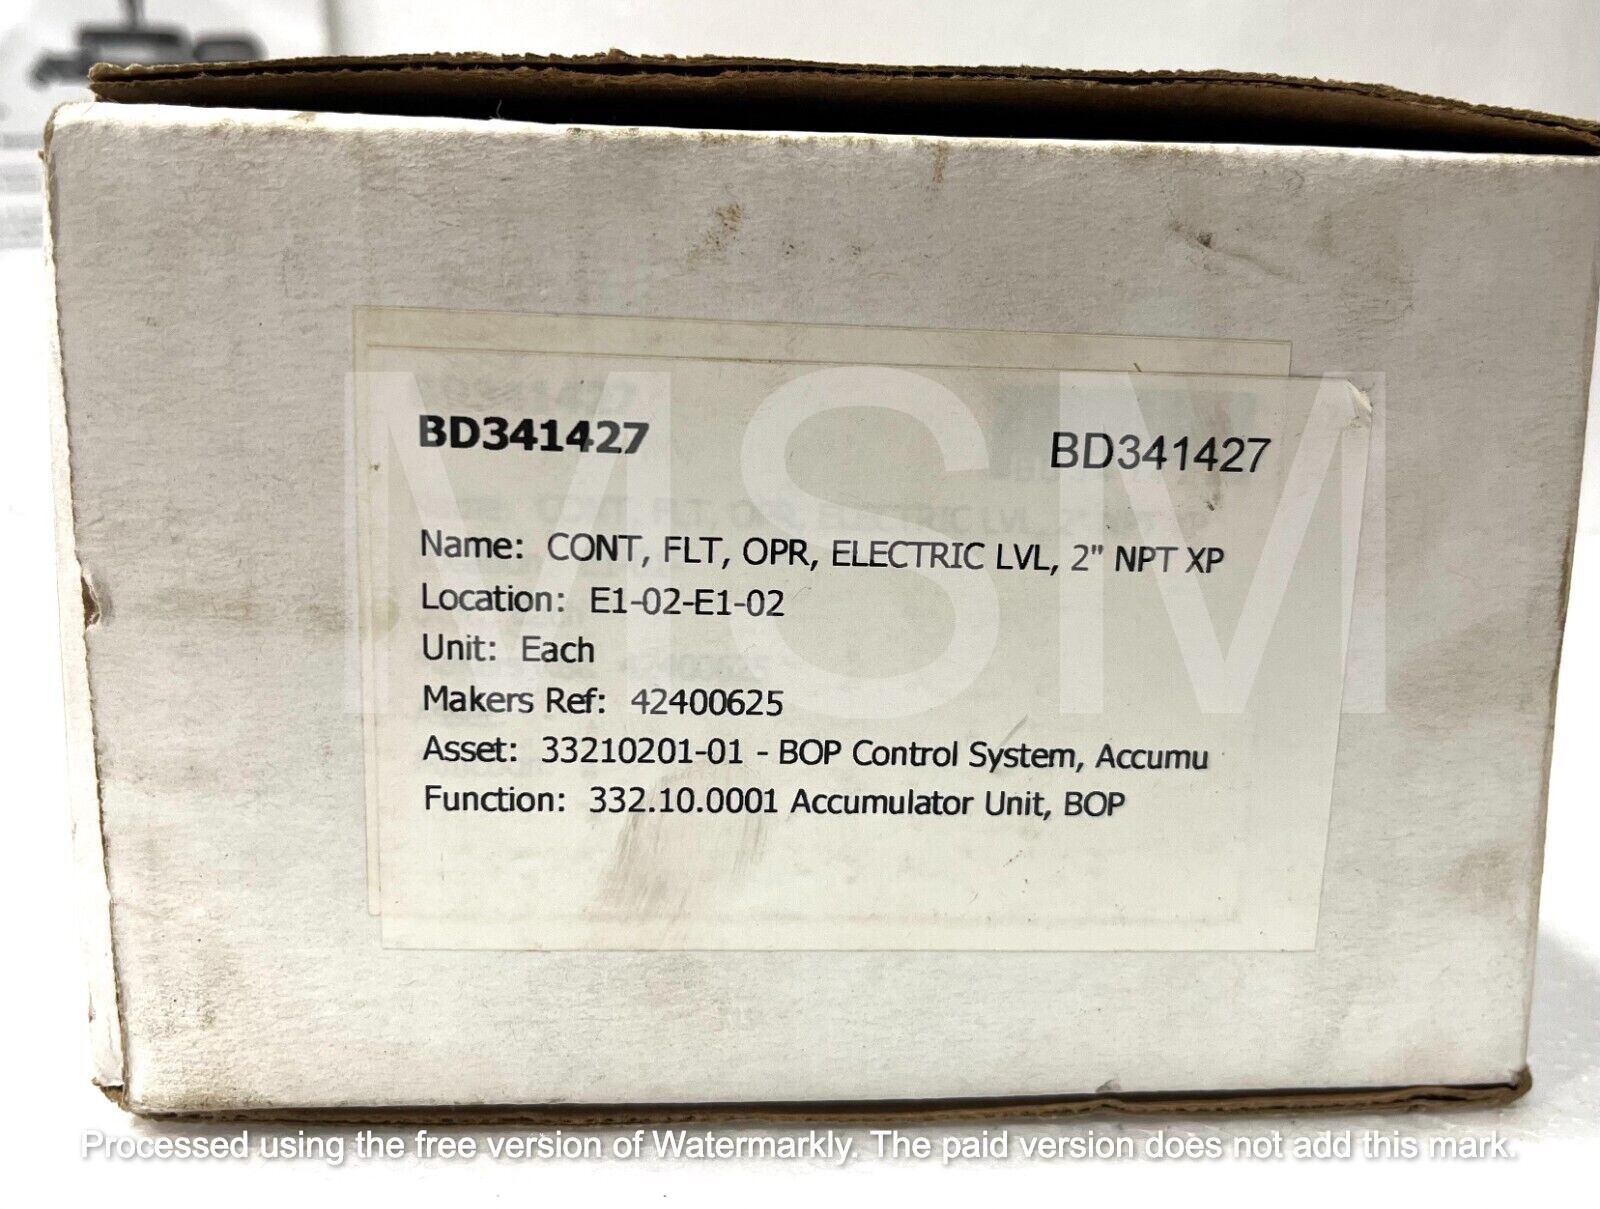 BD341427 BD341427
Name: CONT, FLT, OPR, ELECTRIC LVL, 2" NPT XP
Location: E1-02-E1-02
Unit: Each
Makers Ref: 42400625
Asset: 33210201-01 - BOP Control System, Accumu
Function: 332.10.0001 Accumulator Unit, BOP
MSM
Processed using the free version of Watermarkly. The paid version does not add this mark.